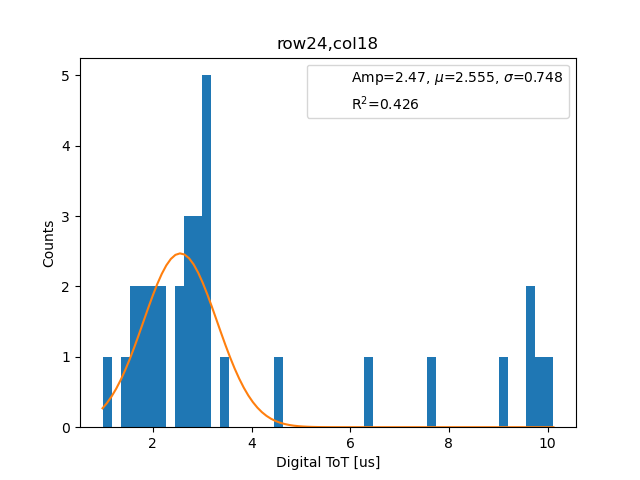 row24,col18
Amp=2.47, μ=2.555, σ=0.748
R²=0.426
5
4
3
2
1
0
Counts
2 4 6 8 10
Digital ToT [us]